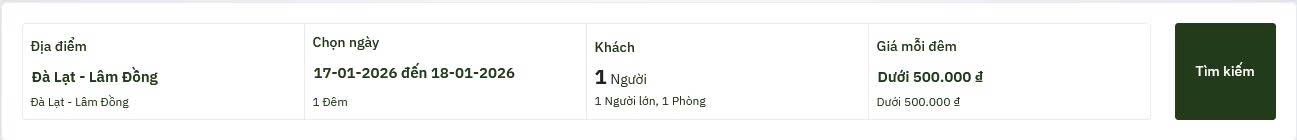 Địa điểm
Đà Lạt - Lâm Đồng
Đà Lạt - Lâm Đồng
Chọn ngày
17-01-2026 đến 18-01-2026
1 Đêm
Khách
1 Người
1 Người lớn, 1 Phòng
Giá mỗi đêm
Dưới 500.000 ₫
Dưới 500.000 ₫
Tìm kiếm